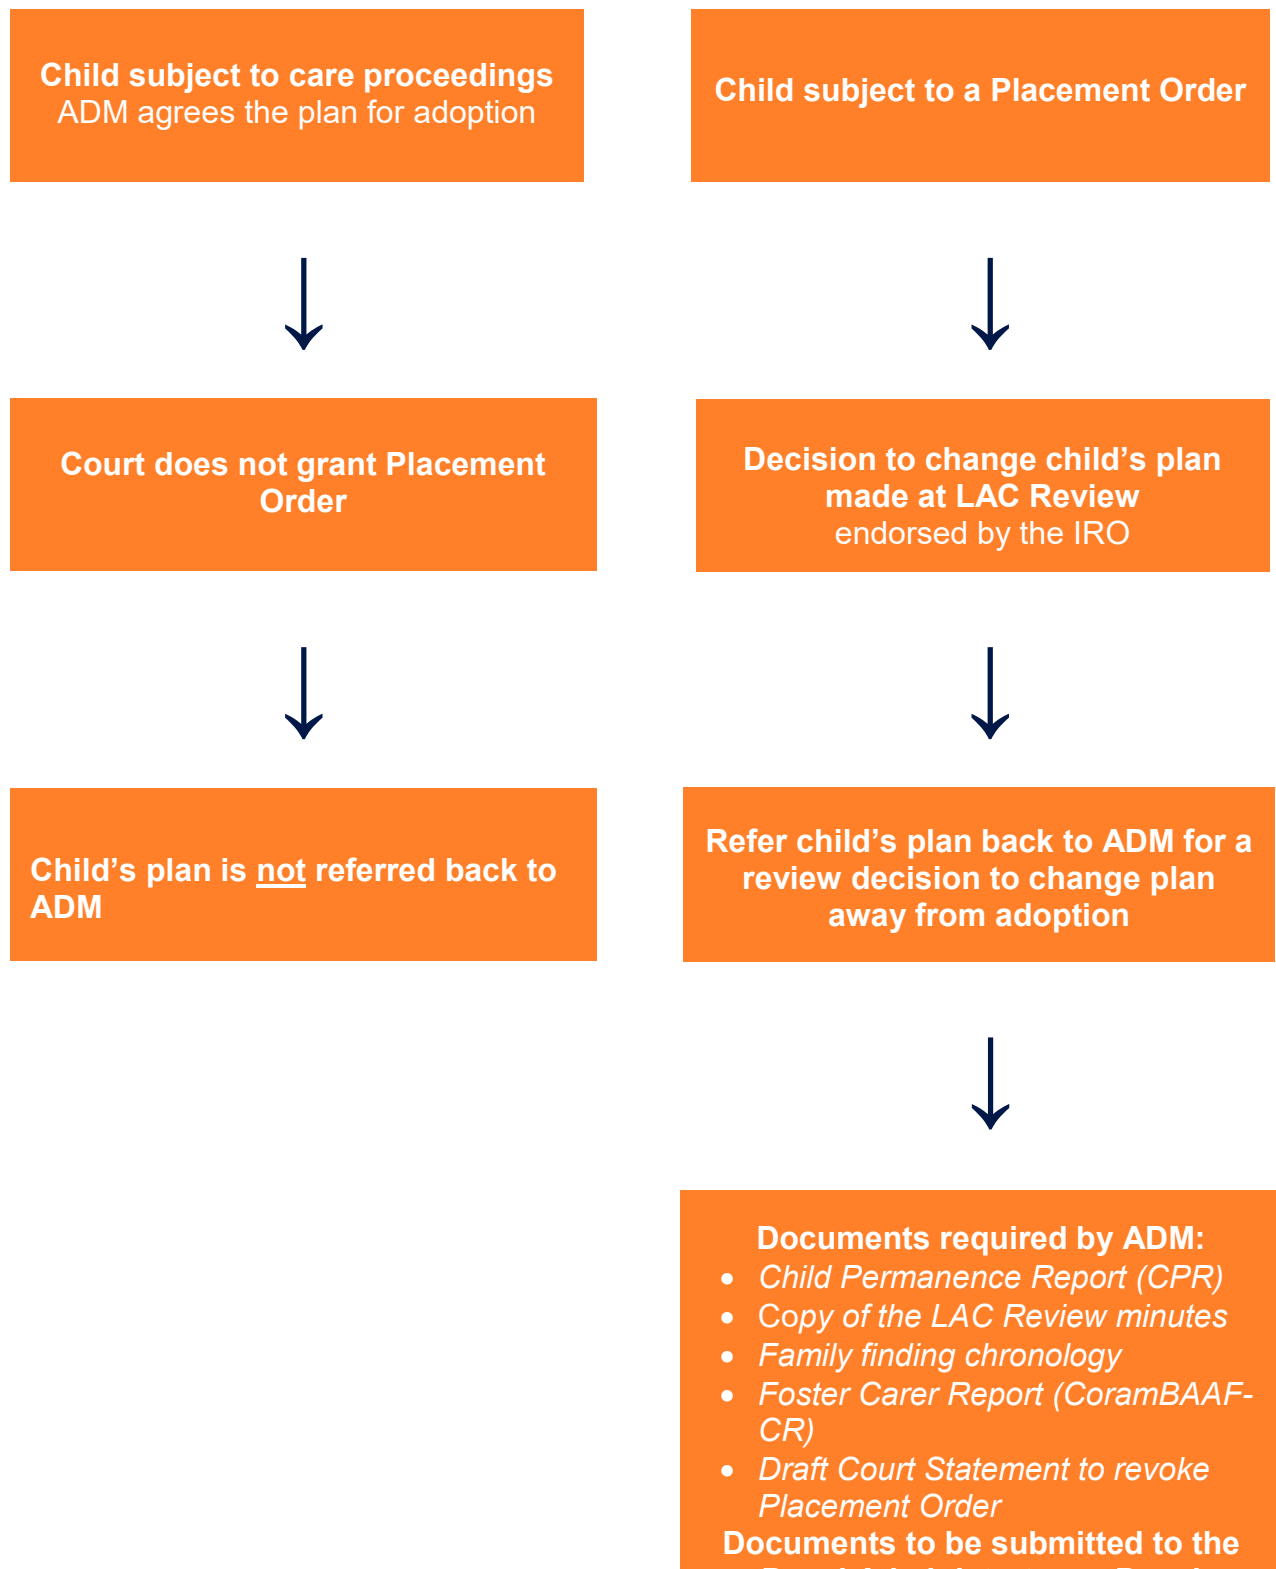 Child subject to care proceedings
ADM agrees the plan for adoption
Child subject to a Placement Order
Court does not grant Placement
Order
Decision to change child's plan
made at LAC Review
endorsed by the IRO
Child's plan is not referred back to
ADM
Refer child's plan back to ADM for a
review decision to change plan
away from adoption
Documents required by ADM:
• Child Permanence Report (CPR)
• Copy of the LAC Review minutes
• Family finding chronology
• Foster Carer Report (CoramBAAF-
CR)
• Draft Court Statement to revoke
Placement Order
Documents to be submitted to the